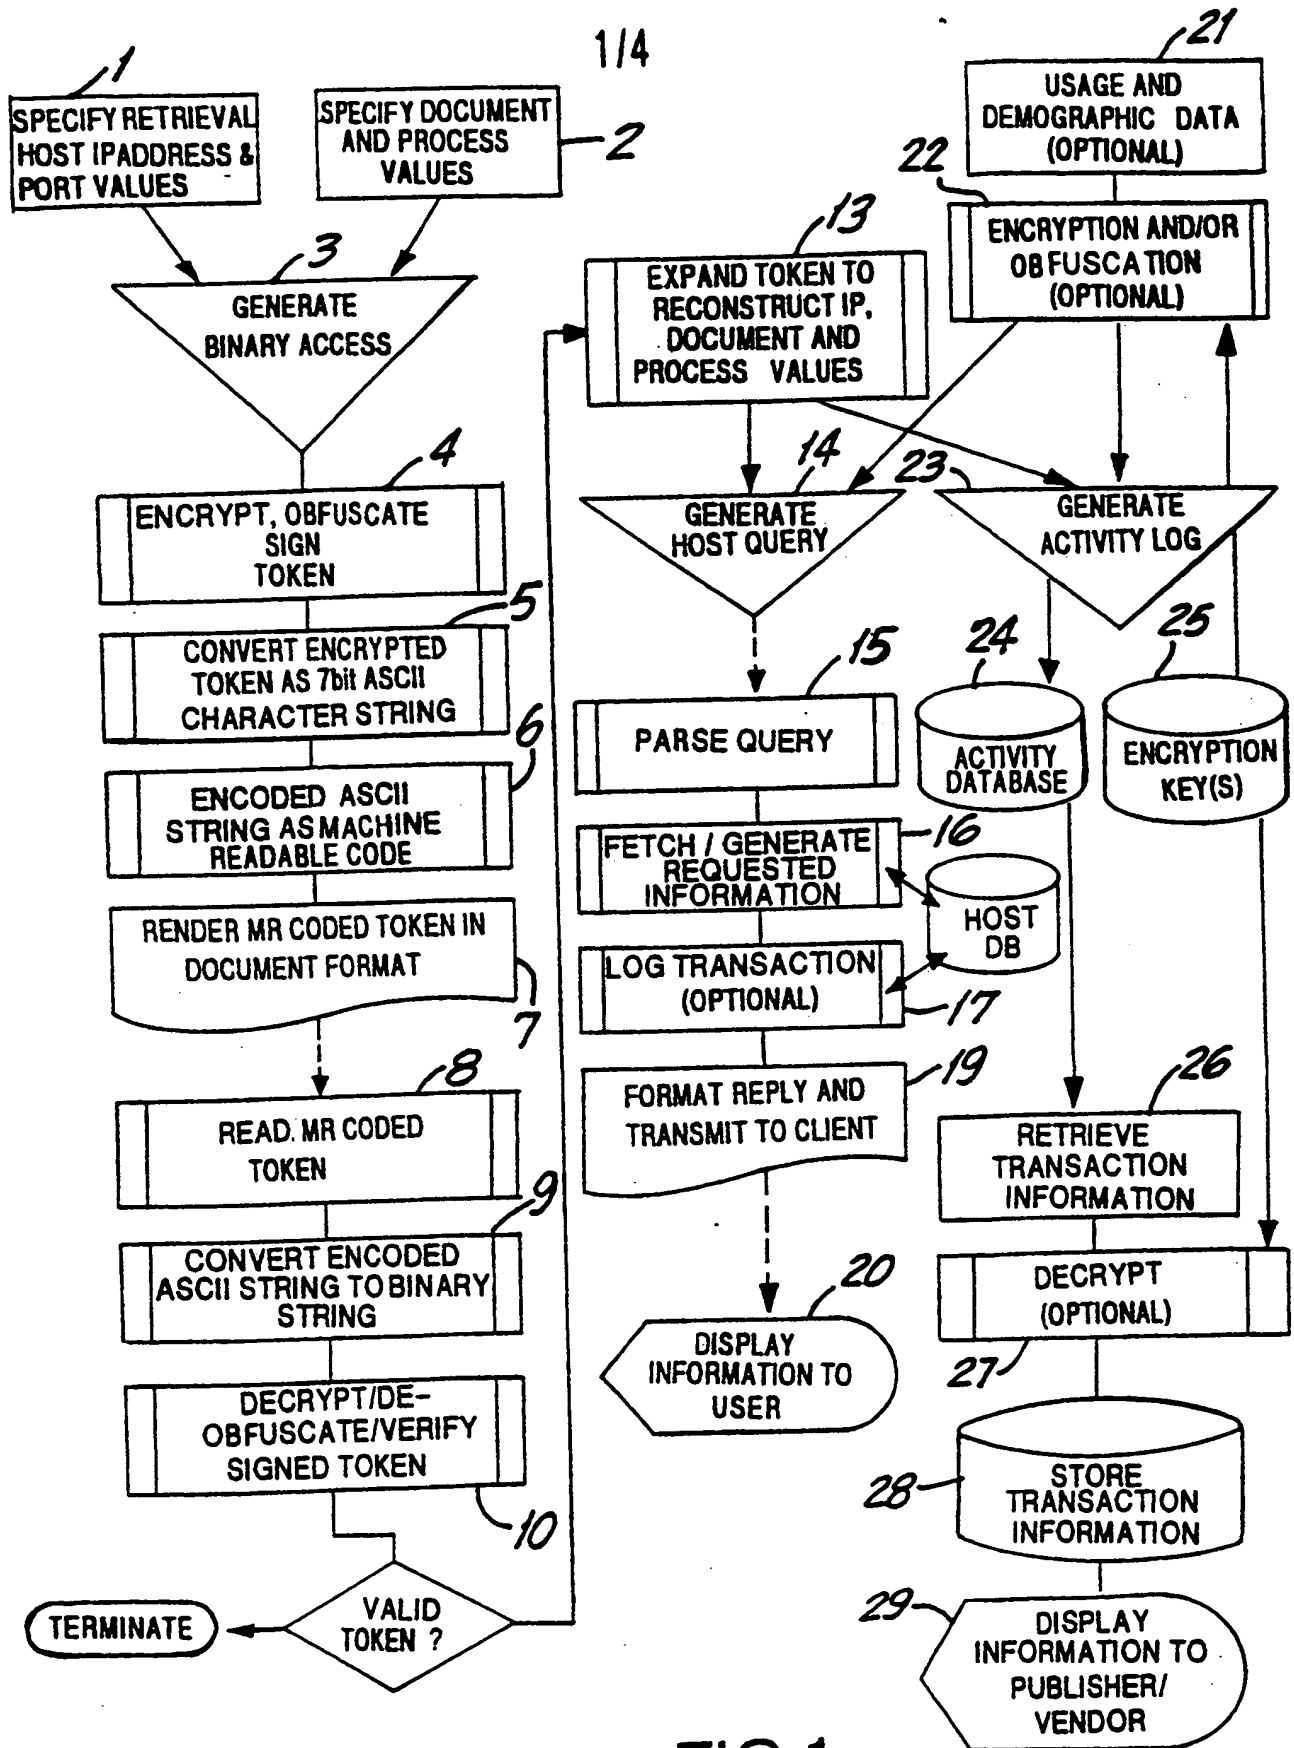 1/4
1
SPECIFY RETRIEVAL
HOST IPADDRESS &
PORT VALUES
SPECIFY DOCUMENT
AND PROCESS
VALUES
2
3
GENERATE
BINARY ACCESS
4
ENCRYPT, OBFUSCATE
SIGN
TOKEN
5
CONVERT ENCRYPTED
TOKEN AS 7bit ASCII
CHARACTER STRING
6
ENCODED ASCII
STRING AS MACHINE
READABLE CODE
RENDER MR CODED TOKEN IN
DOCUMENT FORMAT
7
8
READ. MR CODED
TOKEN
9
CONVERT ENCODED
ASCII STRING TO BINARY
STRING
DECRYPT/DE-
OBFUSCATE/VERIFY
SIGNED TOKEN
10
VALID
TOKEN ?
TERMINATE
13
EXPAND TOKEN TO
RECONSTRUCT IP,
DOCUMENT AND
PROCESS VALUES
14
GENERATE
HOST QUERY
15
PARSE QUERY
16
FETCH / GENERATE
REQUESTED
INFORMATION
HOST
DB
LOG TRANSACTION
(OPTIONAL)
17
19
FORMAT REPLY AND
TRANSMIT TO CLIENT
20
DISPLAY
INFORMATION TO
USER
21
USAGE AND
DEMOGRAPHIC DATA
(OPTIONAL)
22
ENCRYPTION AND/OR
OBFUSCATION
(OPTIONAL)
23
GENERATE
ACTIVITY LOG
24
ACTIVITY
DATABASE
25
ENCRYPTION
KEY(S)
26
RETRIEVE
TRANSACTION
INFORMATION
DECRYPT
(OPTIONAL)
27
28
STORE
TRANSACTION
INFORMATION
29
DISPLAY
INFORMATION TO
PUBLISHER/
VENDOR